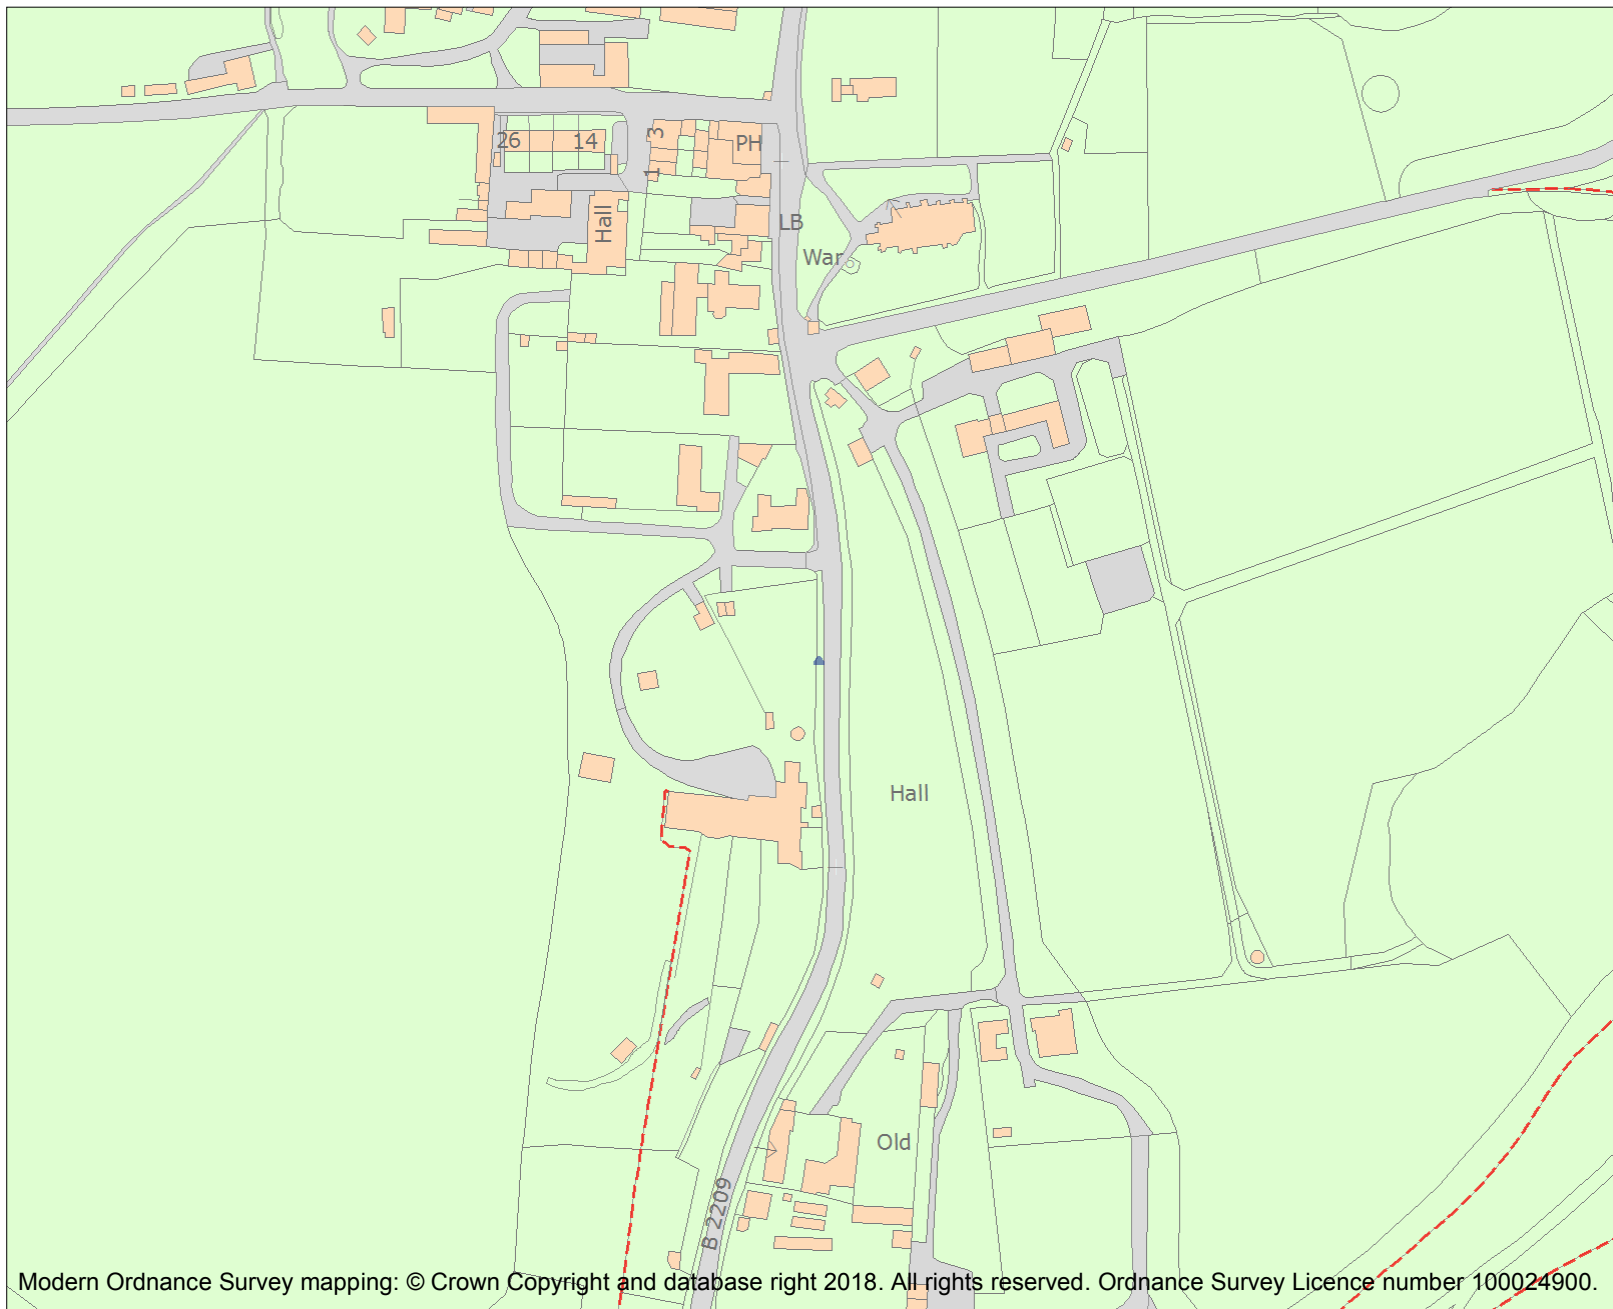 26
14
1
3
PH
Hall
LB
War
Hall
Old
B 2209
Modern Ordnance Survey mapping: © Crown Copyright and database right 2018. All rights reserved. Ordnance Survey Licence number 100024900.